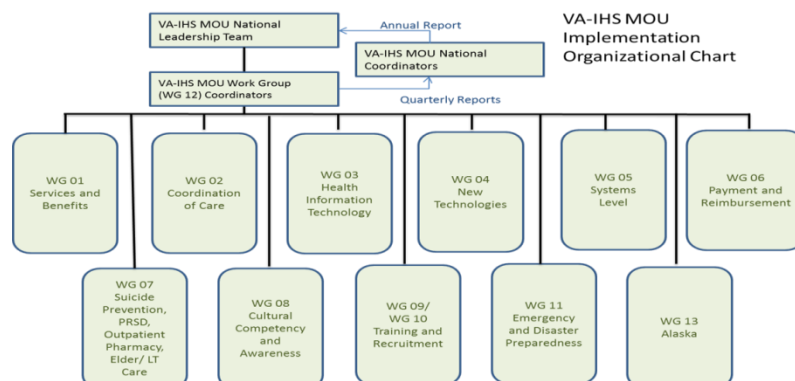 VA-IHS MOU
Implementation
Organizational Chart
VA-IHS MOU National
Leadership Team
Annual Report
VA-IHS MOU National
Coordinators
VA-IHS MOU Work Group
(WG 12) Coordinators
Quarterly Reports
WG 01
Services and
Benefits
WG 02
Coordination
of Care
WG 03
Health
Information
Technology
WG 04
New
Technologies
WG 05
Systems
Level
WG 06
Payment and
Reimbursement
WG 07
Suicide
Prevention,
PRSD,
Outpatient
Pharmacy,
Elder/ LT
Care
WG 08
Cultural
Competency
and
Awareness
WG 09/
WG 10
Training and
Recruitment
WG 11
Emergency
and Disaster
Preparedness
WG 13
Alaska